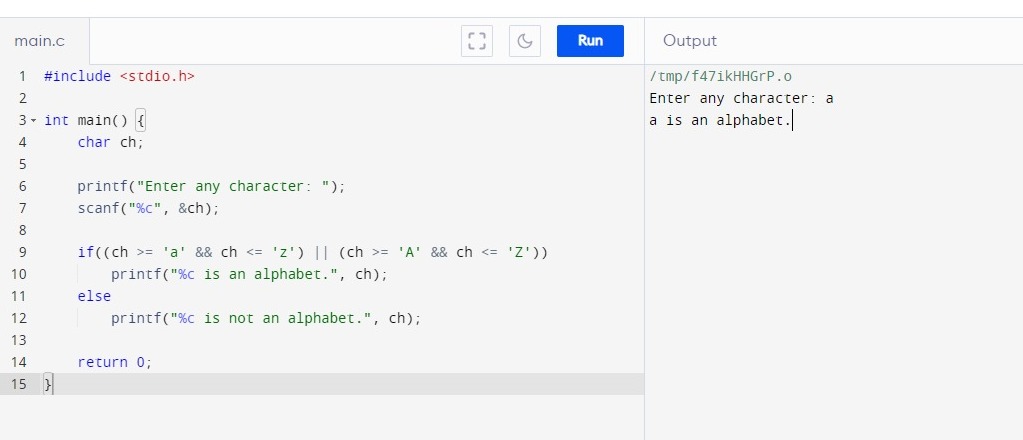 main.c
Run
Output
1 #include <stdio.h>
2
3 int main() {
4 char ch;
5
6 printf("Enter any character: ");
7 scanf("%c", &ch);
8
9 if((ch >= 'a' && ch <= 'z') || (ch >= 'A' && ch <= 'Z'))
10 printf("%c is an alphabet.", ch);
11 else
12 printf("%c is not an alphabet.", ch);
13
14 return 0;
15 }
/tmp/f47ikHHGrP.o
Enter any character: a
a is an alphabet.